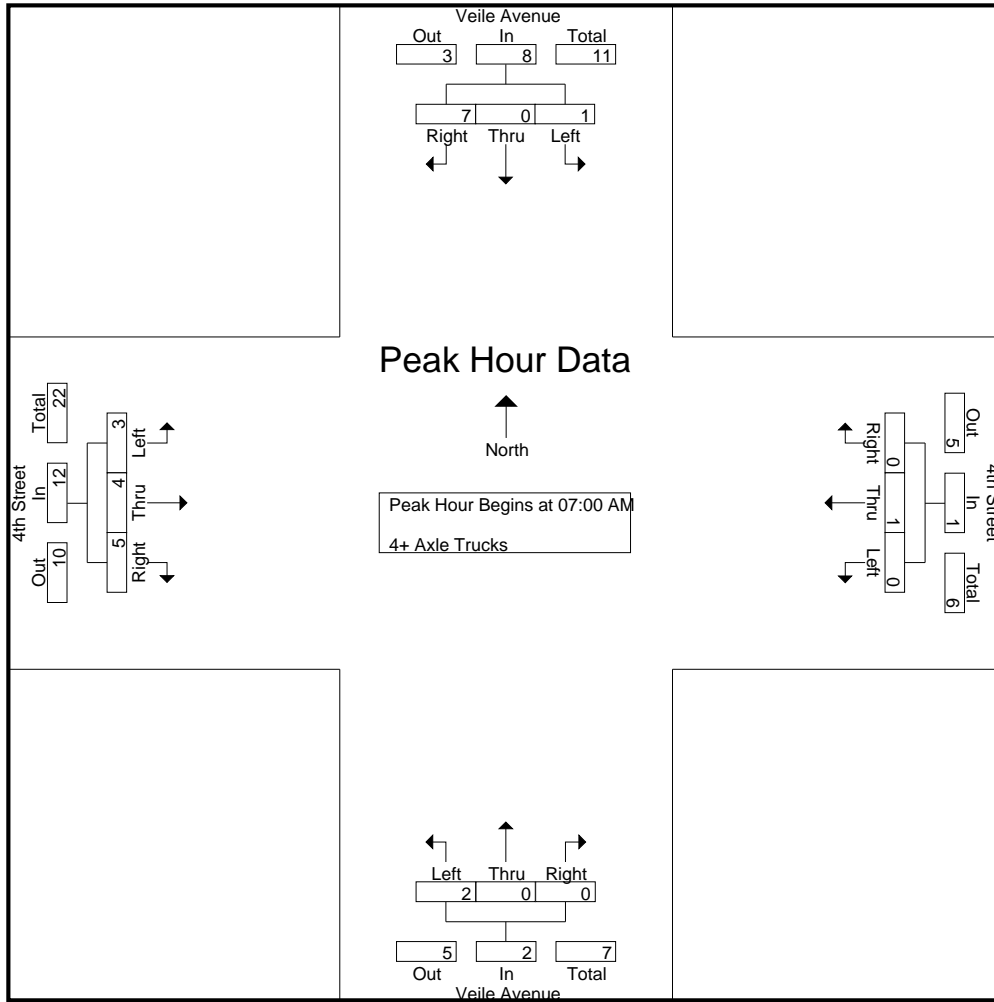 Veile Avenue
Out In Total
3 8 11
7 0 1
Right Thru Left
Peak Hour Data
North
Peak Hour Begins at 07:00 AM
4+ Axle Trucks
4th Street
Total In Out
22 12 10
3 4 5
Left Thru Right
Right Thru Left
0 1 0
Out In Total
5 1 6
4th Street
Left Thru Right
2 0 0
5 2 7
Out In Total
Veile Avenue